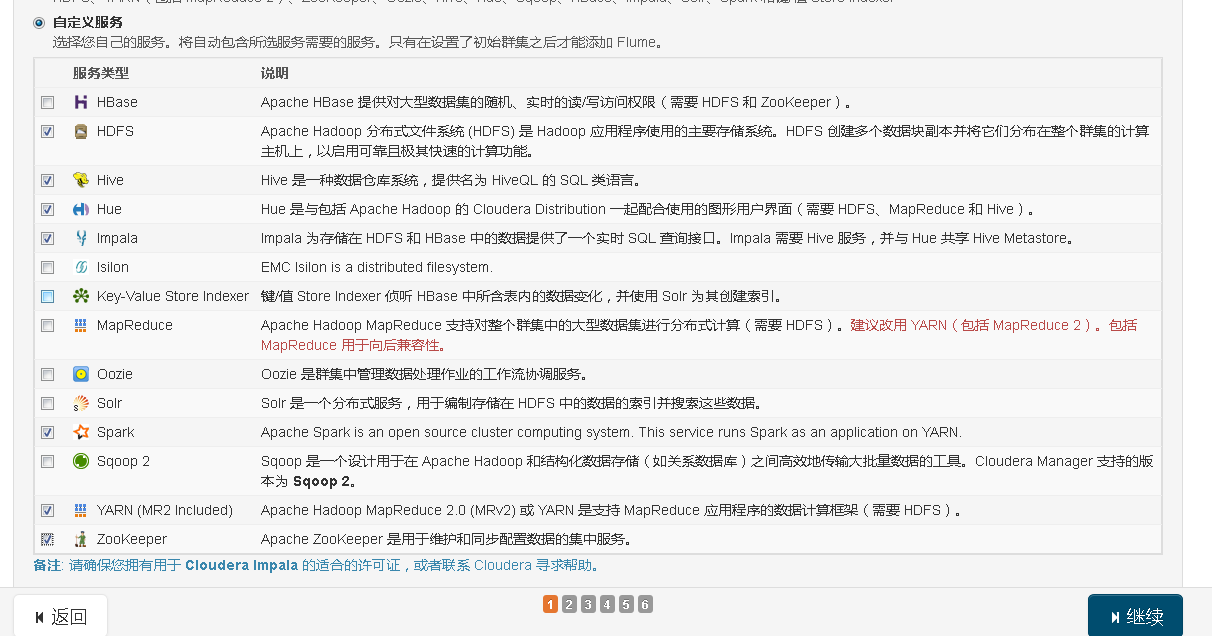 HDFS、YARN（包括 MapReduce 2）、ZooKeeper、Oozie、Hive、Hue、Sqoop、HBase、Impala、Solr、Spark 和键/值 Store Indexer
自定义服务
选择您自己的服务。将自动包含所选服务需要的服务。只有在设置了初始群集之后才能添加 Flume。
服务类型 说明
HBase Apache HBase 提供对大型数据集的随机、实时的读/写访问权限（需要 HDFS 和 ZooKeeper）。
HDFS Apache Hadoop 分布式文件系统 (HDFS) 是 Hadoop 应用程序使用的主要存储系统。HDFS 创建多个数据块副本并将它们分布在整个群集的计算
主机上，以启用可靠且极其快速的计算功能。
Hive Hive 是一种数据仓库系统，提供名为 HiveQL 的 SQL 类语言。
Hue Hue 是与包括 Apache Hadoop 的 Cloudera Distribution 一起配合使用的图形用户界面（需要 HDFS、MapReduce 和 Hive）。
Impala Impala 为存储在 HDFS 和 HBase 中的数据提供了一个实时 SQL 查询接口。Impala 需要 Hive 服务，并与 Hue 共享 Hive Metastore。
Isilon EMC Isilon is a distributed filesystem.
Key-Value Store Indexer 键/值 Store Indexer 侦听 HBase 中所含表内的数据变化，并使用 Solr 为其创建索引。
MapReduce Apache Hadoop MapReduce 支持对整个群集中的大型数据集进行分布式计算（需要 HDFS）。建议改用 YARN（包括 MapReduce 2）。包括
MapReduce 用于向后兼容性。
Oozie Oozie 是群集中管理数据处理作业的工作流协调服务。
Solr Solr 是一个分布式服务，用于编制存储在 HDFS 中的数据的索引并搜索这些数据。
Spark Apache Spark is an open source cluster computing system. This service runs Spark as an application on YARN.
Sqoop 2 Sqoop 是一个设计用于在 Apache Hadoop 和结构化数据存储（如关系数据库）之间高效地传输大批量数据的工具。Cloudera Manager 支持的版
本为 Sqoop 2。
YARN (MR2 Included) Apache Hadoop MapReduce 2.0 (MRv2) 或 YARN 是支持 MapReduce 应用程序的数据计算框架（需要 HDFS）。
ZooKeeper Apache ZooKeeper 是用于维护和同步配置数据的集中服务。
备注: 请确保您拥有用于 Cloudera Impala 的适合的许可证，或者联系 Cloudera 寻求帮助。
返回 1 2 3 4 5 6 继续